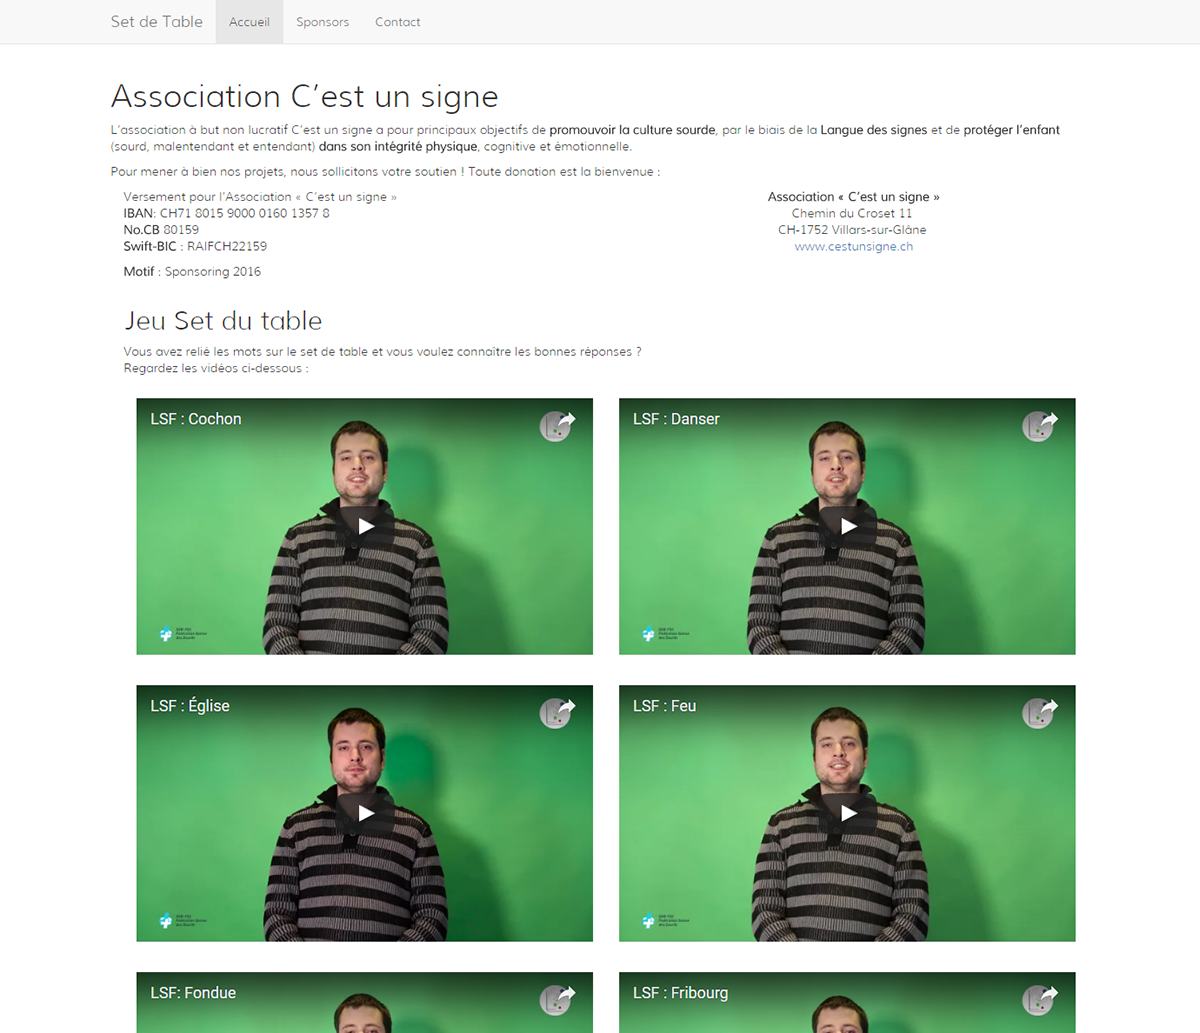 Set de Table Accueil Sponsors Contact
Association C'est un signe
L'association à but non lucratif C'est un signe a pour principaux objectifs de promouvoir la culture sourde, par le biais de la Langue des signes et de protéger l'enfant
(sourd, malentendant et entendant) dans son intégrité physique, cognitive et émotionnelle.
Pour mener à bien nos projets, nous sollicitons votre soutien ! Toute donation est la bienvenue :
Versement pour l'Association « C'est un signe »
IBAN: CH71 8015 9000 0160 1357 8
No.CB 80159
Swift-BIC : RAIFCH22159
Motif : Sponsoring 2016
Association « C'est un signe »
Chemin du Croset 11
CH-1752 Villars-sur-Glâne
www.cestunsigne.ch
Jeu Set du table
Vous avez relié les mots sur le set de table et vous voulez connaître les bonnes réponses ?
Regardez les vidéos ci-dessous :
LSF : Cochon
LSF : Danser
LSF : Église
LSF : Feu
LSF: Fondue
LSF : Fribourg